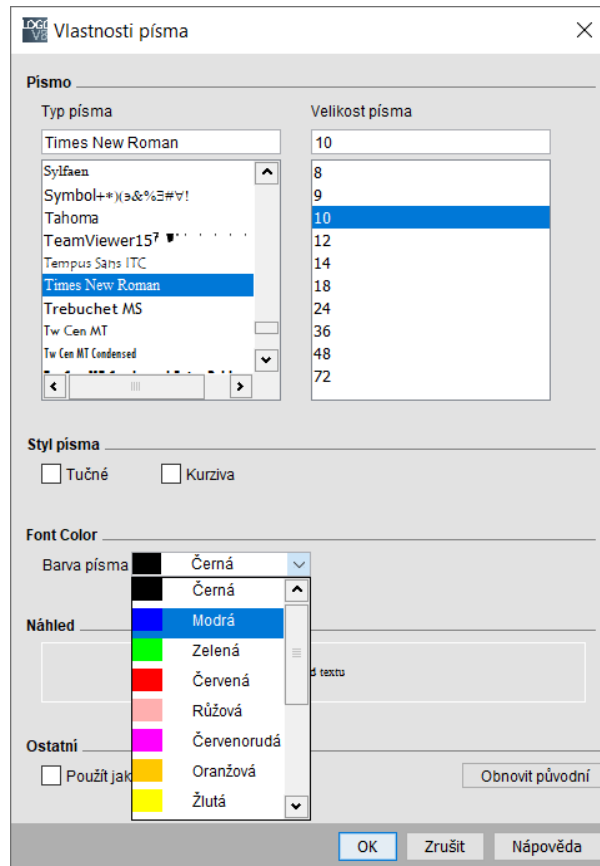 LOGO V8 Vlastnosti písma
Písmo
Typ písma
Times New Roman
Sylfaen
Symbol+*)(϶&%∃#∀!
Tahoma
TeamViewer15
Tempus Sans ITC
Times New Roman
Trebuchet MS
Tw Cen MT
Tw Cen MT Condensed
Velikost písma
10
8
9
10
12
14
18
24
36
48
72
Styl písma
Tučné
Kurziva
Font Color
Barva písma
Černá
Černá
Modrá
Zelená
Červená
Růžová
Červenorudá
Oranžová
Žlutá
Náhled
d textu
Ostatní
Použít jak
Obnovit původní
OK
Zrušit
Nápověda